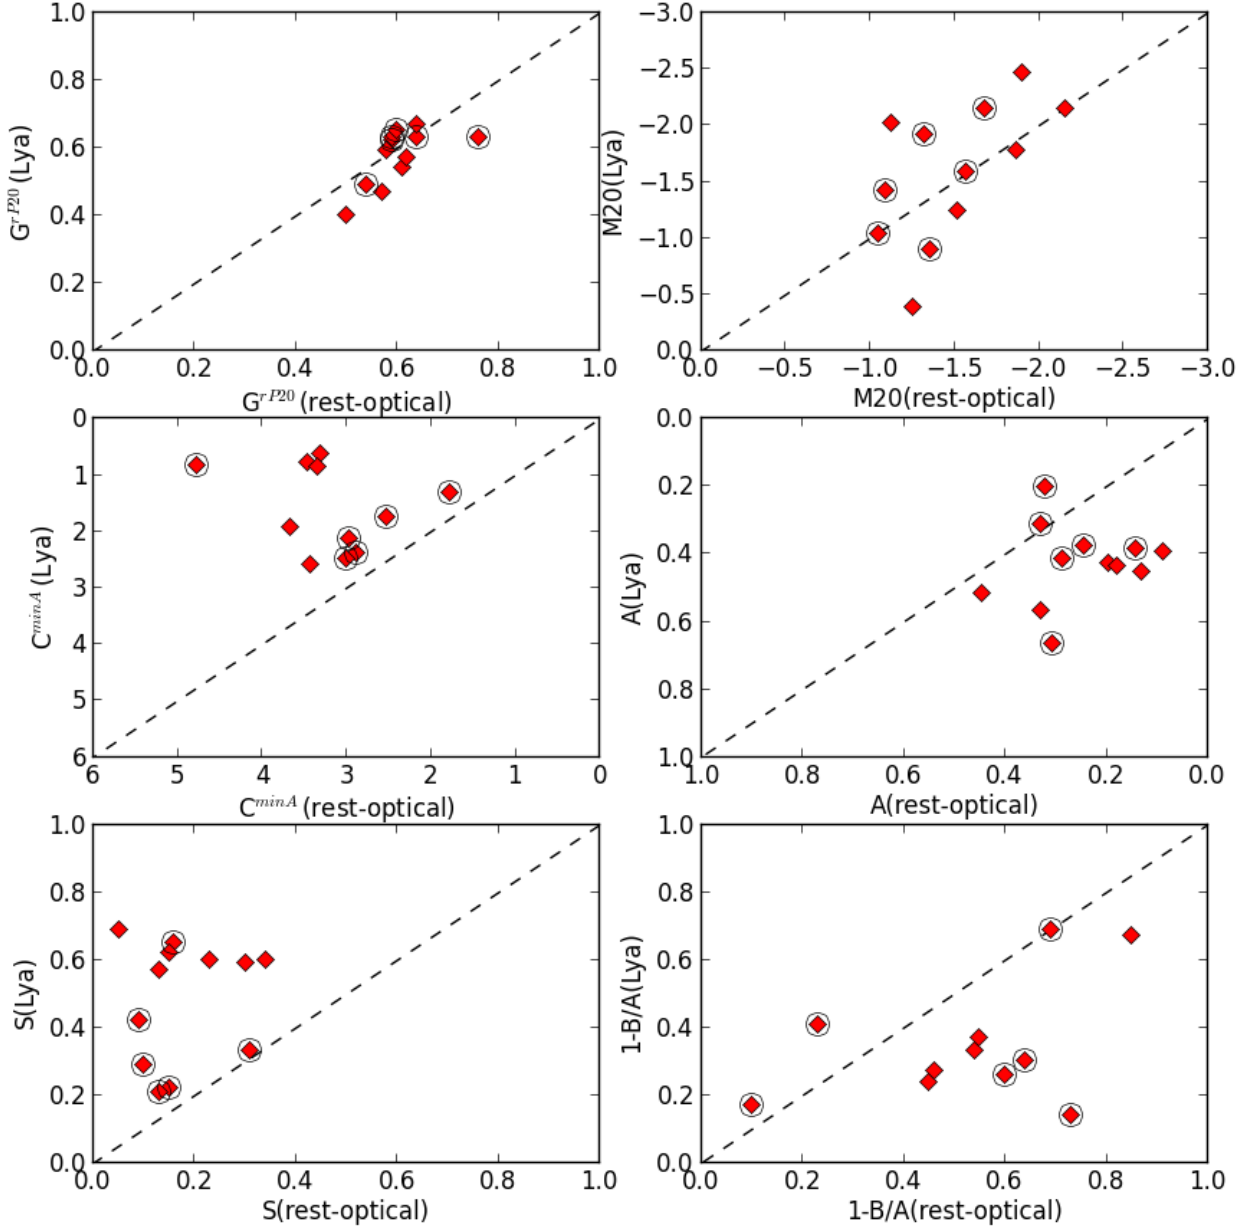 1.0
0.8
0.6
0.4
0.2
0.0
G^rP20 (Lya)
0.0 0.2 0.4 0.6 0.8 1.0
G^rP20 (rest-optical)
−3.0
−2.5
−2.0
−1.5
−1.0
−0.5
0.0
M20(Lya)
0.0 −0.5 −1.0 −1.5 −2.0 −2.5 −3.0
M20(rest-optical)
0
1
2
3
4
5
6
C^minA (Lya)
6 5 4 3 2 1 0
C^minA (rest-optical)
0.0
0.2
0.4
0.6
0.8
1.0
A(Lya)
1.0 0.8 0.6 0.4 0.2 0.0
A(rest-optical)
1.0
0.8
0.6
0.4
0.2
0.0
S(Lya)
0.0 0.2 0.4 0.6 0.8 1.0
S(rest-optical)
1.0
0.8
0.6
0.4
0.2
0.0
1-B/A(Lya)
0.0 0.2 0.4 0.6 0.8 1.0
1-B/A(rest-optical)